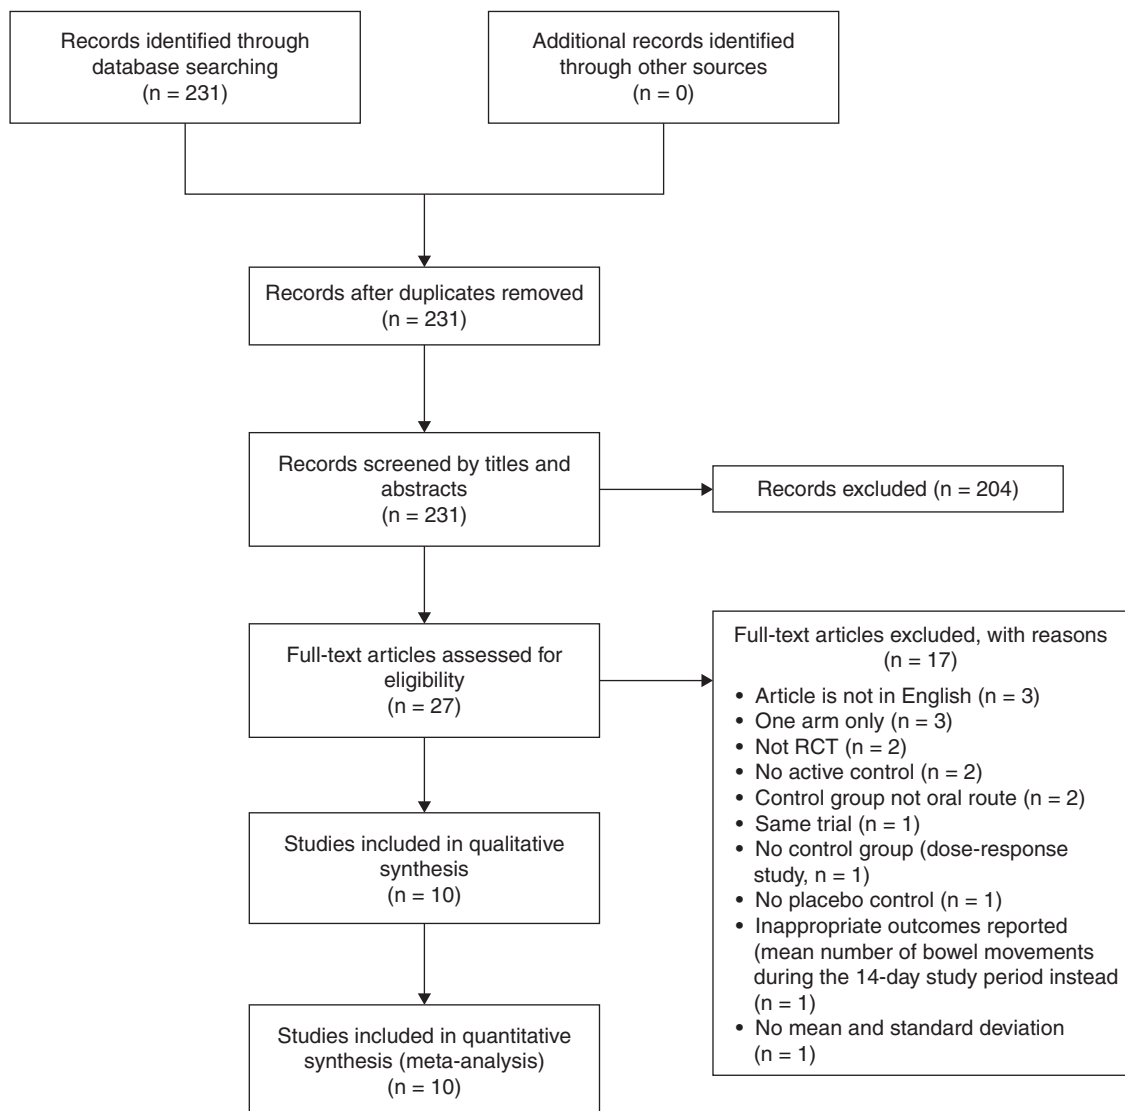 Records identified through
database searching
(n = 231)
Additional records identified
through other sources
(n = 0)
Records after duplicates removed
(n = 231)
Records screened by titles and
abstracts
(n = 231)
Records excluded (n = 204)
Full-text articles assessed for
eligibility
(n = 27)
Full-text articles excluded, with reasons
(n = 17)
• Article is not in English (n = 3)
• One arm only (n = 3)
• Not RCT (n = 2)
• No active control (n = 2)
• Control group not oral route (n = 2)
• Same trial (n = 1)
• No control group (dose-response
study, n = 1)
• No placebo control (n = 1)
• Inappropriate outcomes reported
(mean number of bowel movements
during the 14-day study period instead
(n = 1)
• No mean and standard deviation
(n = 1)
Studies included in qualitative
synthesis
(n = 10)
Studies included in quantitative
synthesis (meta-analysis)
(n = 10)